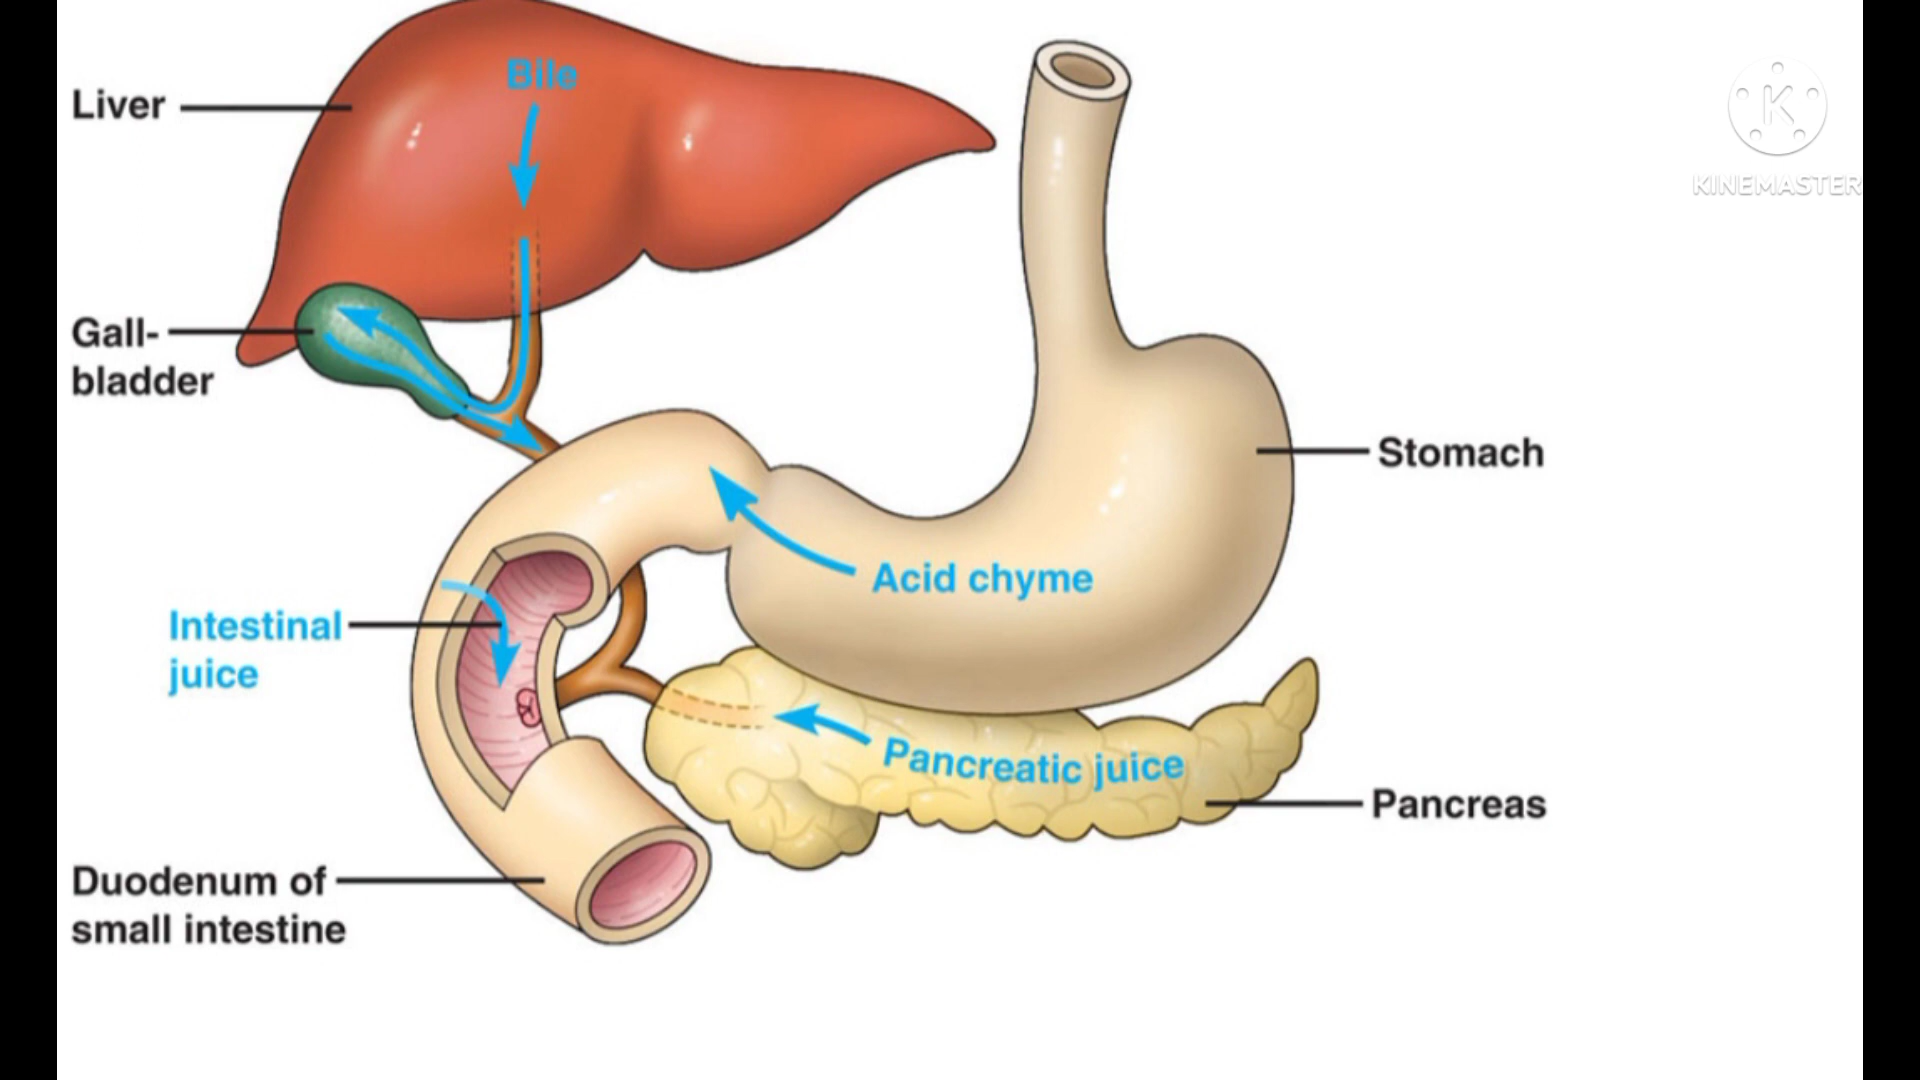 Bile
Liver
K
KINEMASTER
Gall-
bladder
Stomach
Acid chyme
Intestinal
juice
Pancreatic juice
Pancreas
Duodenum of
small intestine